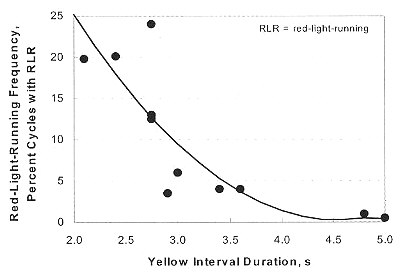 Red-Light-Running Frequency,
Percent Cycles with RLR
25
20
15
10
5
0
RLR = red-light-running
2.0 2.5 3.0 3.5 4.0 4.5 5.0
Yellow Interval Duration, s